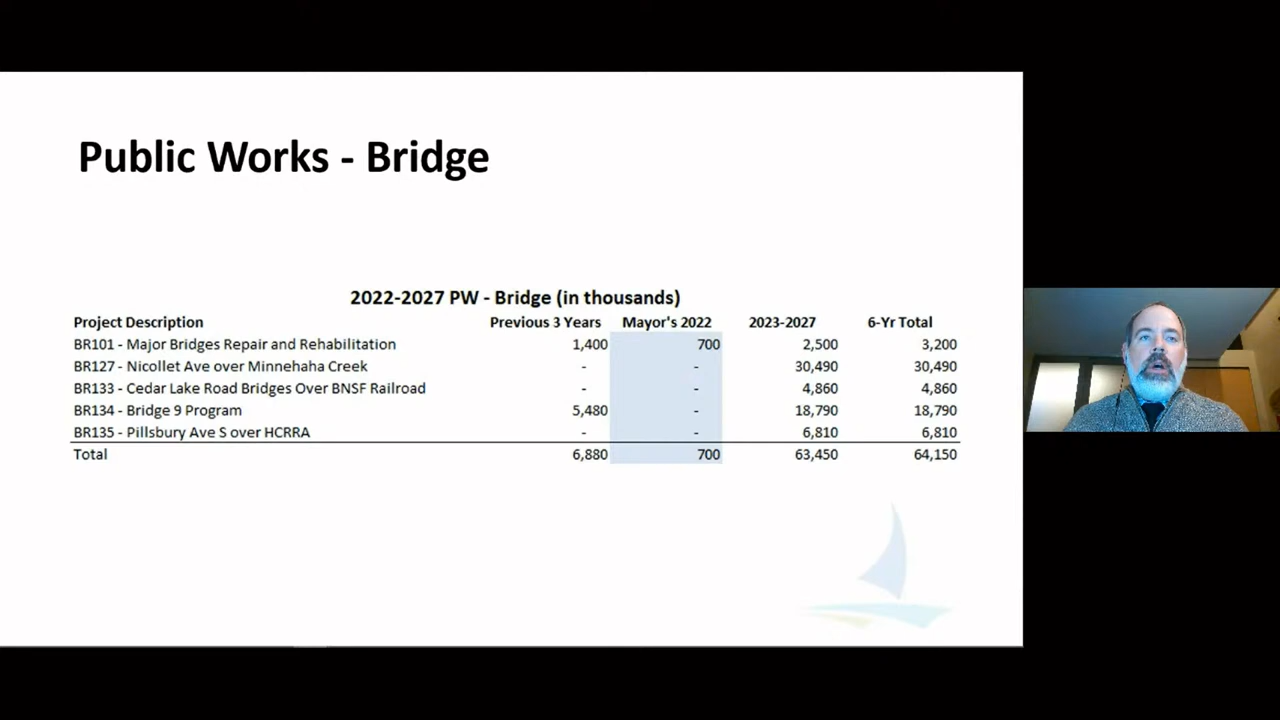 Public Works - Bridge
2022-2027 PW - Bridge (in thousands)
Project Description Previous 3 Years Mayor's 2022 2023-2027 6-Yr Total
BR101 - Major Bridges Repair and Rehabilitation 1,400 700 2,500 3,200
BR127 - Nicollet Ave over Minnehaha Creek - - 30,490 30,490
BR133 - Cedar Lake Road Bridges Over BNSF Railroad - - 4,860 4,860
BR134 - Bridge 9 Program 5,480 - 18,790 18,790
BR135 - Pillsbury Ave S over HCRRA - - 6,810 6,810
Total 6,880 700 63,450 64,150